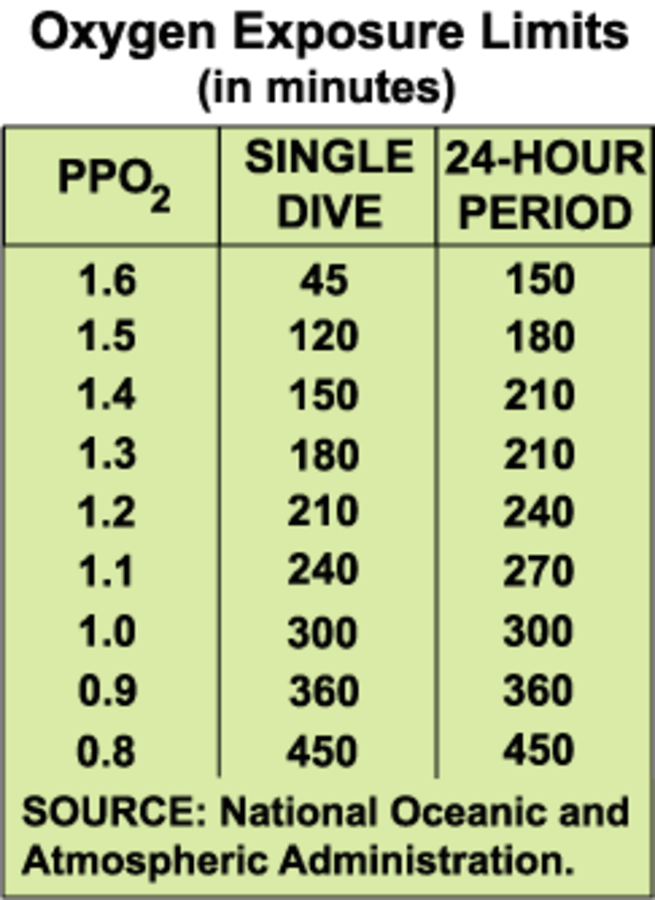 Oxygen Exposure Limits
(in minutes)
PPO₂ SINGLE DIVE 24-HOUR PERIOD
1.6 45 150
1.5 120 180
1.4 150 210
1.3 180 210
1.2 210 240
1.1 240 270
1.0 300 300
0.9 360 360
0.8 450 450
SOURCE: National Oceanic and
Atmospheric Administration.